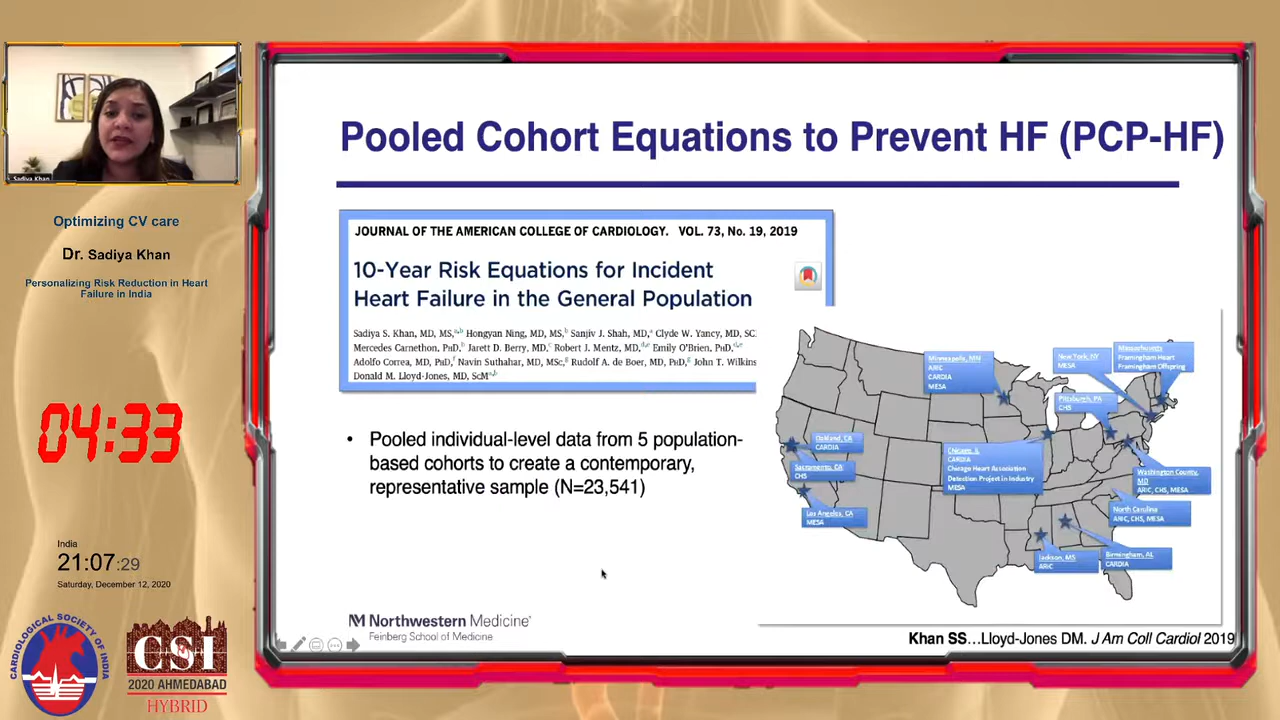 Sadiya Khan
Optimizing CV care
Dr. Sadiya Khan
Personalizing Risk Reduction in Heart
Failure in India
04:33
India
21:07:29
Saturday, December 12, 2020
CARDIOLOGICAL SOCIETY OF INDIA
CSI
2020 AHMEDABAD
HYBRID
Pooled Cohort Equations to Prevent HF (PCP-HF)
JOURNAL OF THE AMERICAN COLLEGE OF CARDIOLOGY. VOL. 73, No. 19, 2019
10-Year Risk Equations for Incident
Heart Failure in the General Population
Sadiya S. Khan, MD, MS,a,b Hongyan Ning, MD, MS,b Sanjiv J. Shah, MD,a Clyde W. Yancy, MD, SC
Mercedes Carnethon, PHD,b Jarett D. Berry, MD,c Robert J. Mentz, MD,d,e Emily O'Brien, PHD,d,e
Adolfo Correa, MD, PHD,f Navin Suthahar, MD, MSc,g Rudolf A. de Boer, MD, PHD,g John T. Wilkins
Donald M. Lloyd-Jones, MD, ScMa,b
• Pooled individual-level data from 5 population-
based cohorts to create a contemporary,
representative sample (N=23,541)
Minneapolis, MN
ARIC
CARDIA
MESA
New York, NY
MESA
Massachusetts
Framingham Heart
Framingham Offspring
Pittsburgh, PA
CHS
Oakland, CA
CARDIA
Sacramento, CA
CHS
Los Angeles, CA
MESA
Chicago, IL
CARDIA
Chicago Heart Association
Detection Project in Industry
MESA
Washington County,
MD
ARIC, CHS, MESA
North Carolina
ARIC, CHS, MESA
Jackson, MS
ARIC
Birmingham, AL
CARDIA
Northwestern Medicine®
Feinberg School of Medicine
Khan SS…Lloyd-Jones DM. J Am Coll Cardiol 2019